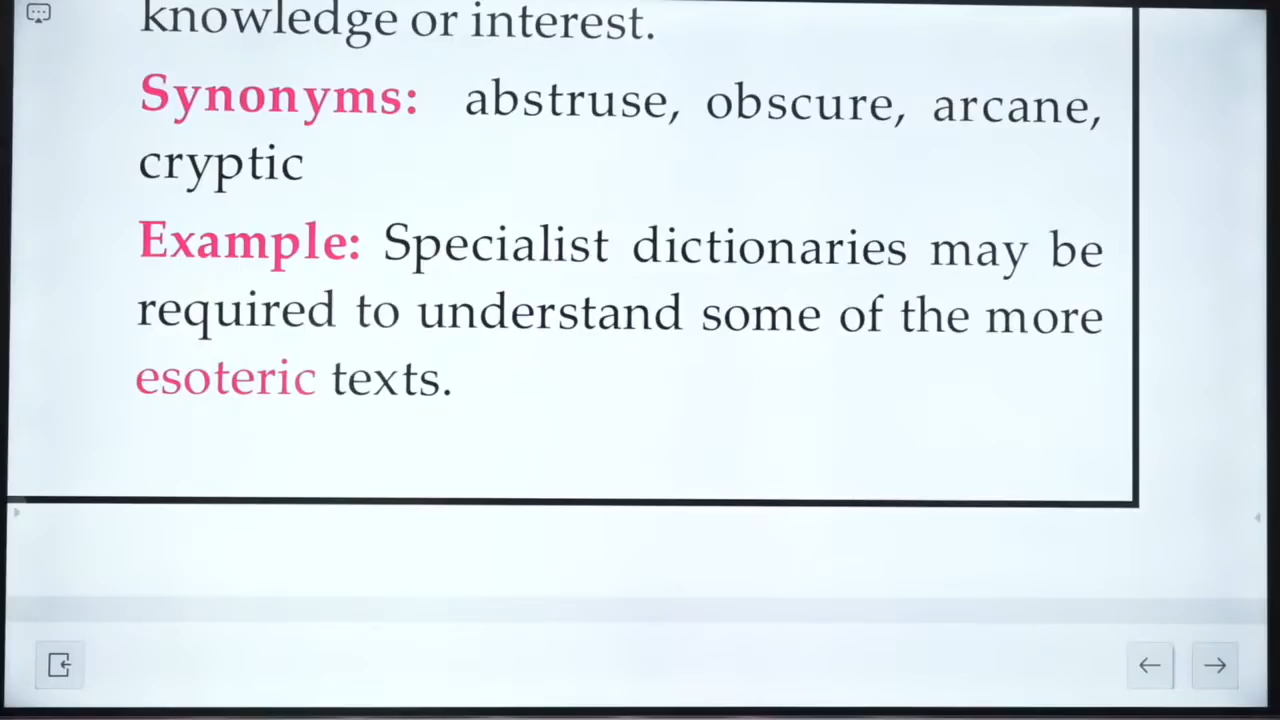 knowledge or interest.
Synonyms: abstruse, obscure, arcane,
cryptic
Example: Specialist dictionaries may be
required to understand some of the more
esoteric texts.